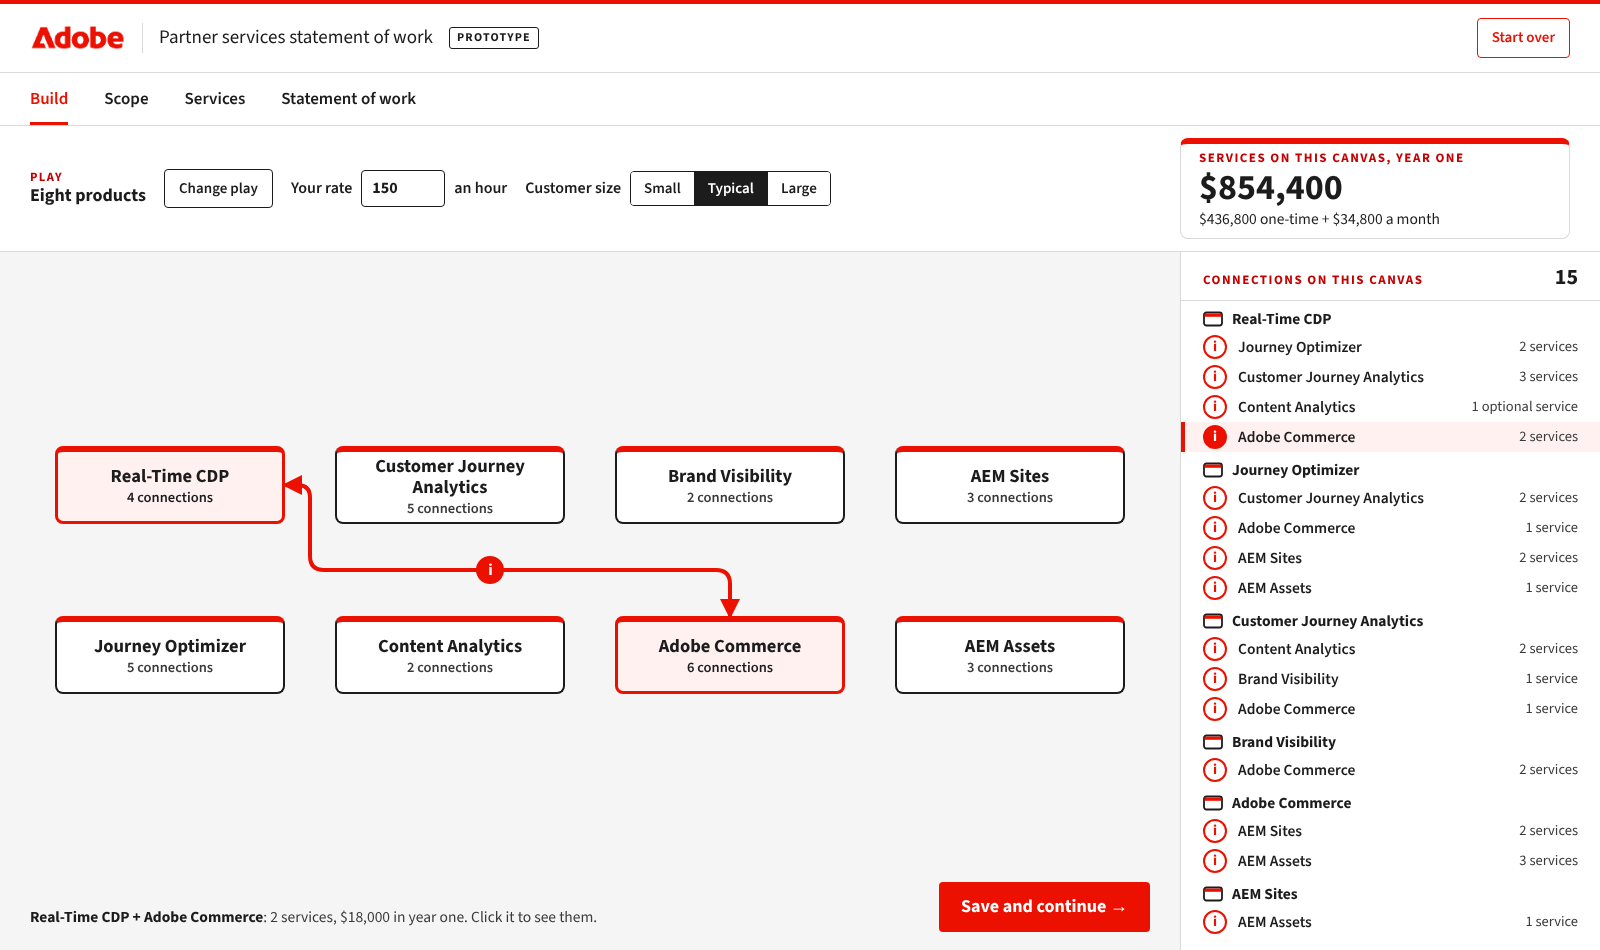 Adobe
Partner services statement of work
PROTOTYPE
Start over
Build
Scope
Services
Statement of work
PLAY
Eight products
Change play
Your rate
150
an hour
Customer size
Small
Typical
Large
SERVICES ON THIS CANVAS, YEAR ONE
$854,400
$436,800 one-time + $34,800 a month
Real-Time CDP
4 connections
Customer Journey
Analytics
5 connections
Brand Visibility
2 connections
AEM Sites
3 connections
i
Journey Optimizer
5 connections
Content Analytics
2 connections
Adobe Commerce
6 connections
AEM Assets
3 connections
Real-Time CDP + Adobe Commerce: 2 services, $18,000 in year one. Click it to see them.
Save and continue →
CONNECTIONS ON THIS CANVAS 15
Real-Time CDP
i Journey Optimizer 2 services
i Customer Journey Analytics 3 services
i Content Analytics 1 optional service
i Adobe Commerce 2 services
Journey Optimizer
i Customer Journey Analytics 2 services
i Adobe Commerce 1 service
i AEM Sites 2 services
i AEM Assets 1 service
Customer Journey Analytics
i Content Analytics 2 services
i Brand Visibility 1 service
i Adobe Commerce 1 service
Brand Visibility
i Adobe Commerce 2 services
Adobe Commerce
i AEM Sites 2 services
i AEM Assets 3 services
AEM Sites
i AEM Assets 1 service